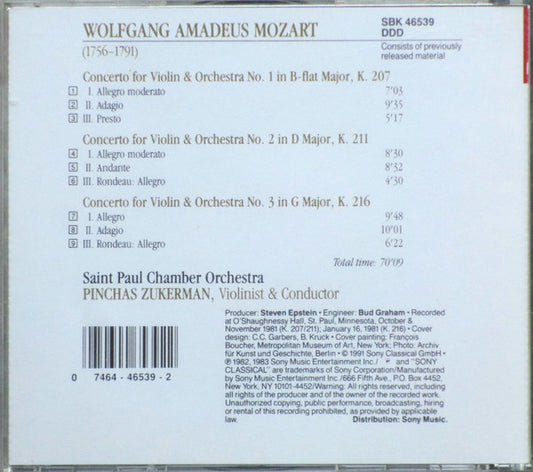 WOLFGANG AMADEUS MOZART
(1756–1791)
SBK 46539
DDD
Consists of previously
released material
Concerto for Violin & Orchestra No. 1 in B-flat Major, K. 207
1 I. Allegro moderato 7'03
2 II. Adagio 9'35
3 III. Presto 5'17
Concerto for Violin & Orchestra No. 2 in D Major, K. 211
4 I. Allegro moderato 8'30
5 II. Andante 8'32
6 III. Rondeau: Allegro 4'30
Concerto for Violin & Orchestra No. 3 in G Major, K. 216
7 I. Allegro 9'48
8 II. Adagio 10'01
9 III. Rondeau: Allegro 6'22
Total time: 70'09
Saint Paul Chamber Orchestra
PINCHAS ZUKERMAN, Violinist & Conductor
Producer: Steven Epstein • Engineer: Bud Graham • Recorded
at O'Shaughnessy Hall, St. Paul, Minnesota, October &
November 1981 (K. 207/211); January 16, 1981 (K. 216) • Cover
design: C.C. Garbers, B. Kruck • Cover painting: François
Boucher, Metropolitan Museum of Art, New York; Photo: Archiv
für Kunst und Geschichte, Berlin • © 1991 Sony Classical GmbH •
℗ 1982, 1983 Sony Music Entertainment Inc./ and "SONY
CLASSICAL" are trademarks of Sony Corporation/Manufactured
by Sony Music Entertainment Inc./666 Fifth Ave., P.O. Box 4452,
New York, NY 10101-4452/Warning: All rights reserved, including
all rights of the producer and of the owner of the recorded work.
Unauthorized copying, public performance, broadcasting, hiring
or rental of this recording prohibited, as provided by applicable
law.
Distribution: Sony Music.
0 7464-46539-2